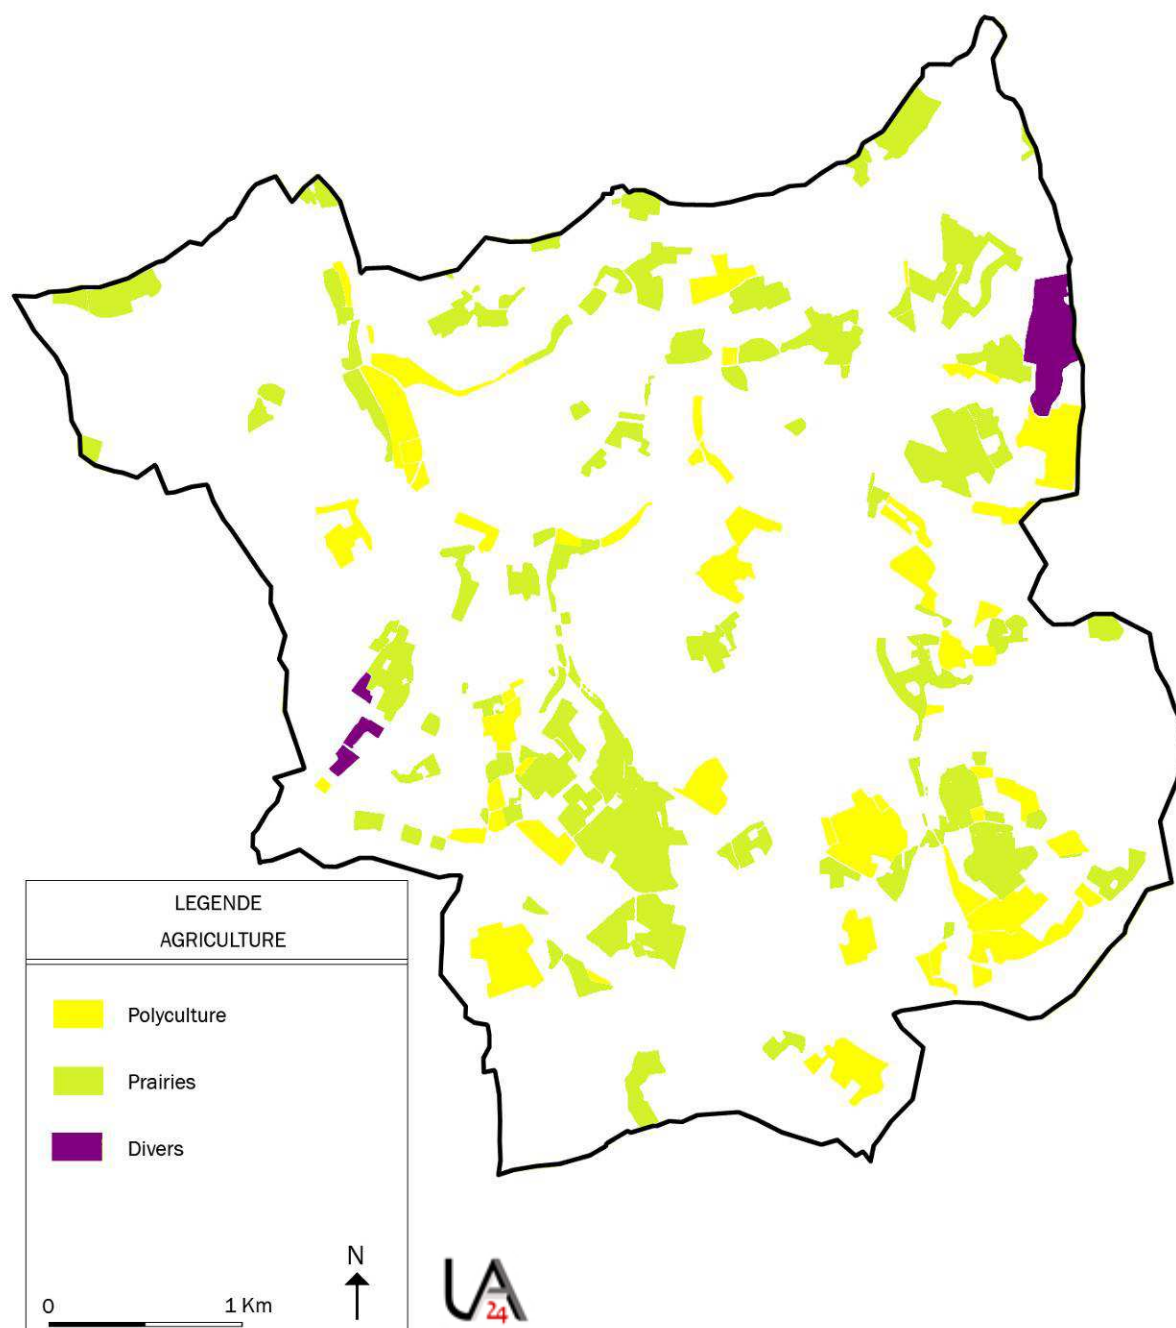 LEGENDE
AGRICULTURE
Polyculture
Prairies
Divers
N
0 1 Km
UA
24